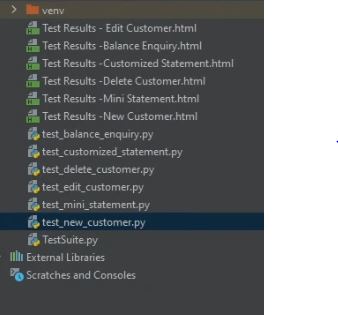 venv
Test Results - Edit Customer.html
Test Results -Balance Enquiry.html
Test Results -Customized Statement.html
Test Results -Delete Customer.html
Test Results -Mini Statement.html
Test Results -New Customer.html
test_balance_enquiry.py
test_customized_statement.py
test_delete_customer.py
test_edit_customer.py
test_mini_statement.py
test_new_customer.py
TestSuite.py
External Libraries
Scratches and Consoles